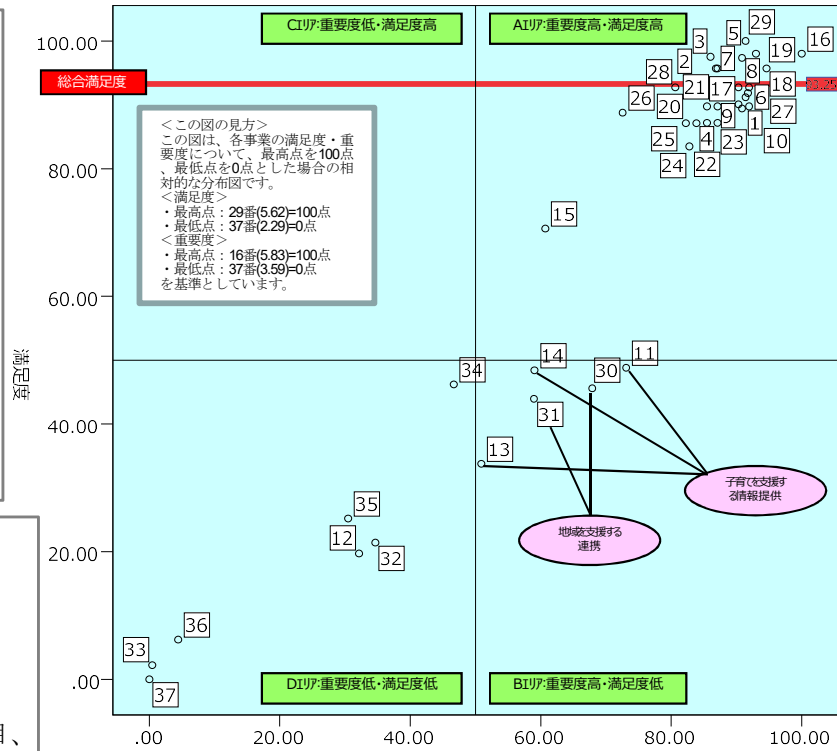 CIリア:重要度低・満足度高
AIリア:重要度高・満足度高
総合満足度
100.00
80.00
60.00
40.00
20.00
.00
満足度
<この図の見方>
この図は、各事業の満足度・重
要度について、最高点を100点
、最低点を0点とした場合の相
対的な分布図です。
<満足度>
・最高点：29番(5.62)=100点
・最低点：37番(2.29)=0点
<重要度>
・最高点：16番(5.83)=100点
・最低点：37番(3.59)=0点
を基準としています。
3
5
29
16
2
7
19
28
8
21
17
18
26
20
6
27
9
1
25
4
23
10
24
22
15
34
14
30
11
31
13
35
12
32
36
33
37
子育てを支援す
る情報提供
地域を支援する
連携
DIリア:重要度低・満足度低
BIリア:重要度高・満足度低
.00
20.00
40.00
60.00
80.00
100.00
目、